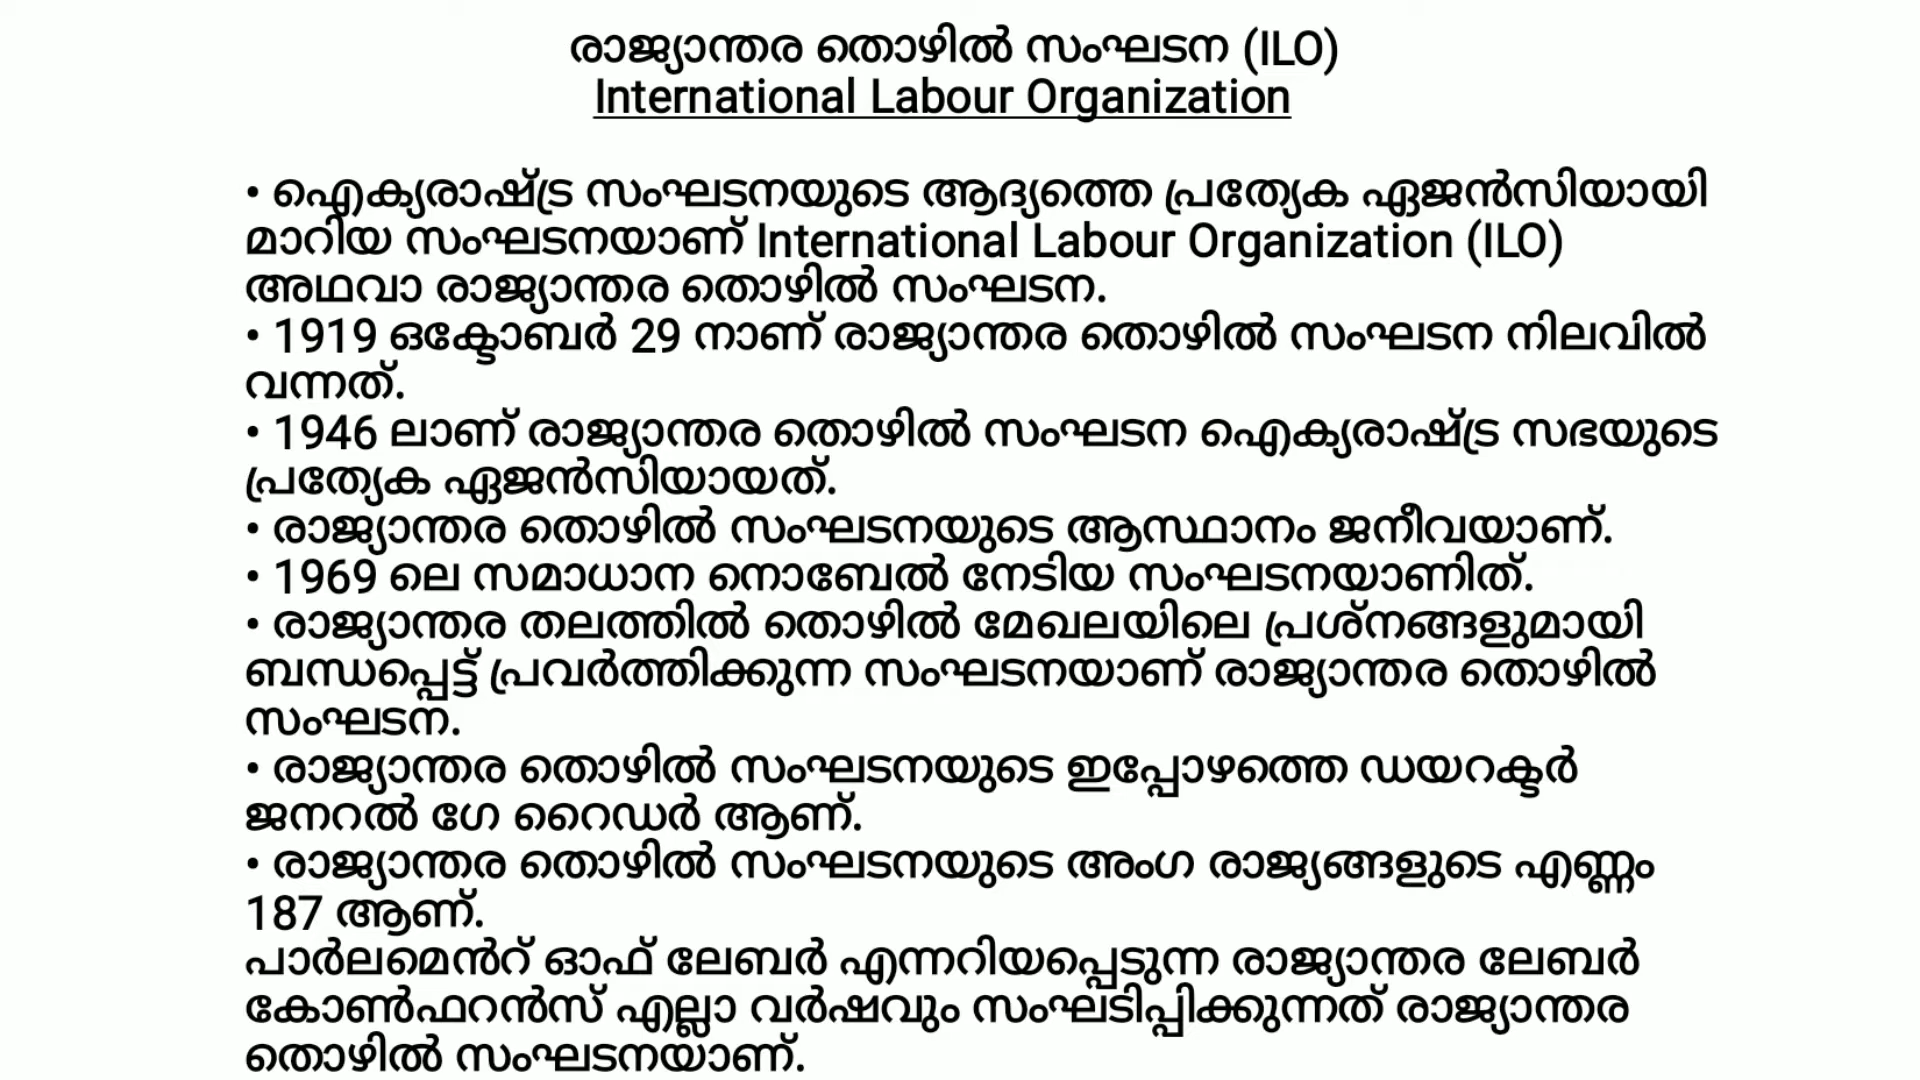 രാജ്യാന്തര തൊഴിൽ സംഘടന (ILO)
International Labour Organization
• ഐക്യരാഷ്ട്ര സംഘടനയുടെ ആദ്യത്തെ പ്രത്യേക ഏജൻസിയായി
മാറിയ സംഘടനയാണ് International Labour Organization (ILO)
അഥവാ രാജ്യാന്തര തൊഴിൽ സംഘടന.
• 1919 ഒക്ടോബർ 29 നാണ് രാജ്യാന്തര തൊഴിൽ സംഘടന നിലവിൽ
വന്നത്.
• 1946 ലാണ് രാജ്യാന്തര തൊഴിൽ സംഘടന ഐക്യരാഷ്ട്ര സഭയുടെ
പ്രത്യേക ഏജൻസിയായത്.
• രാജ്യാന്തര തൊഴിൽ സംഘടനയുടെ ആസ്ഥാനം ജനീവയാണ്.
• 1969 ലെ സമാധാന നൊബേൽ നേടിയ സംഘടനയാണിത്.
• രാജ്യാന്തര തലത്തിൽ തൊഴിൽ മേഖലയിലെ പ്രശ്നങ്ങളുമായി
ബന്ധപ്പെട്ട് പ്രവർത്തിക്കുന്ന സംഘടനയാണ് രാജ്യാന്തര തൊഴിൽ
സംഘടന.
• രാജ്യാന്തര തൊഴിൽ സംഘടനയുടെ ഇപ്പോഴത്തെ ഡയറക്ടർ
ജനറൽ ഗേ റൈഡർ ആണ്.
• രാജ്യാന്തര തൊഴിൽ സംഘടനയുടെ അംഗ രാജ്യങ്ങളുടെ എണ്ണം
187 ആണ്.
പാർലമെൻറ് ഓഫ് ലേബർ എന്നറിയപ്പെടുന്ന രാജ്യാന്തര ലേബർ
കോൺഫറൻസ് എല്ലാ വർഷവും സംഘടിപ്പിക്കുന്നത് രാജ്യാന്തര
തൊഴിൽ സംഘടനയാണ്.